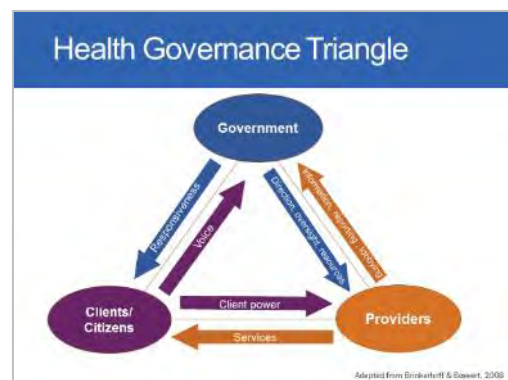 Health Governance Triangle
Government
Responsiveness
Voice
Direction, oversight, resources
Information, reporting, lobbying
Clients/
Citizens
Client power
Services
Providers
Adapted from Brinkerhoff & Bossert, 2008